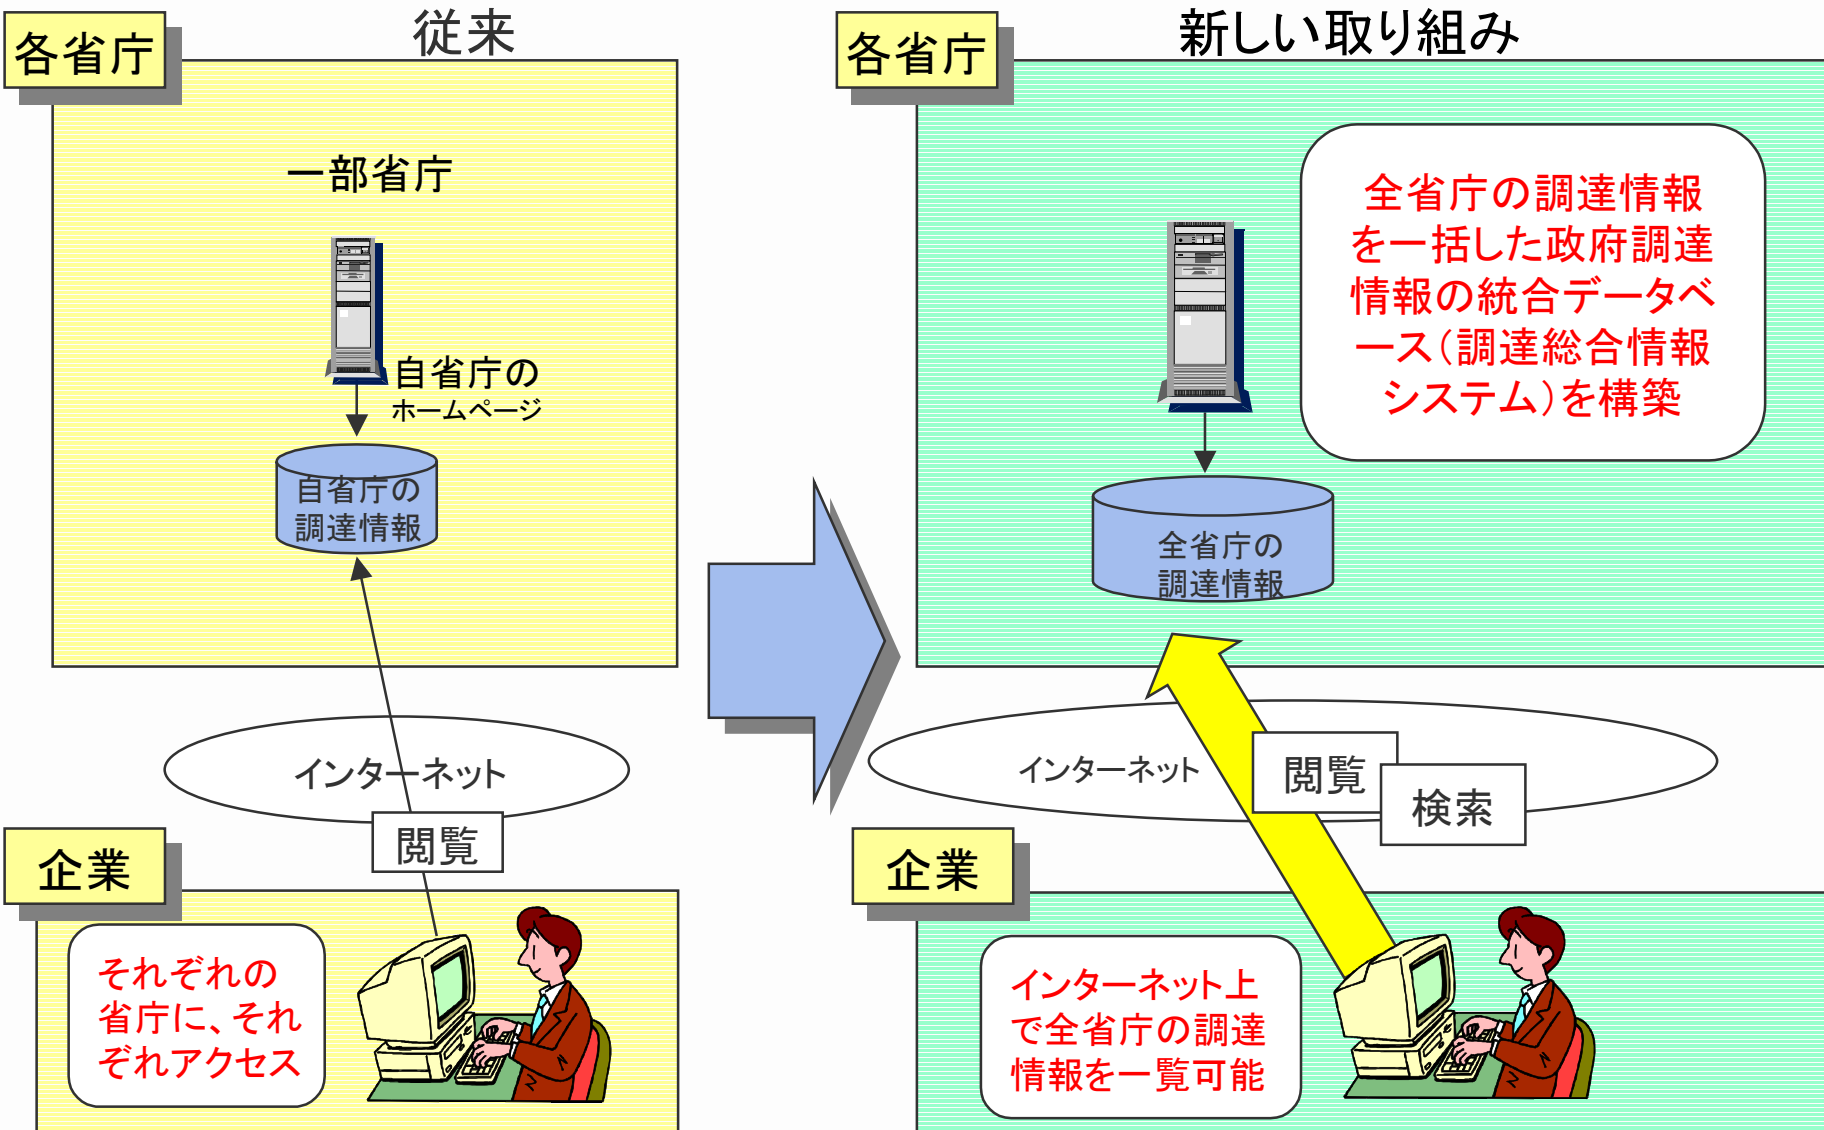 従来
各省庁
一部省庁
自省庁の
ホームページ
自省庁の
調達情報
インターネット
閲覧
企業
それぞれの
省庁に、それ
ぞれアクセス
新しい取り組み
各省庁
全省庁の調達情報
を一括した政府調達
情報の統合データベ
ース(調達総合情報
システム)を構築
全省庁の
調達情報
インターネット
閲覧
検索
企業
インターネット上
で全省庁の調達
情報を一覧可能